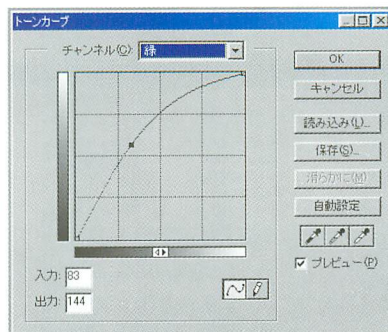 トーンカーブ
チャンネル(C): 緑
OK
キャンセル
読み込み(L)...
保存(S)...
滑らかに(M)
自動設定
プレビュー(P)
入力: 83
出力: 144